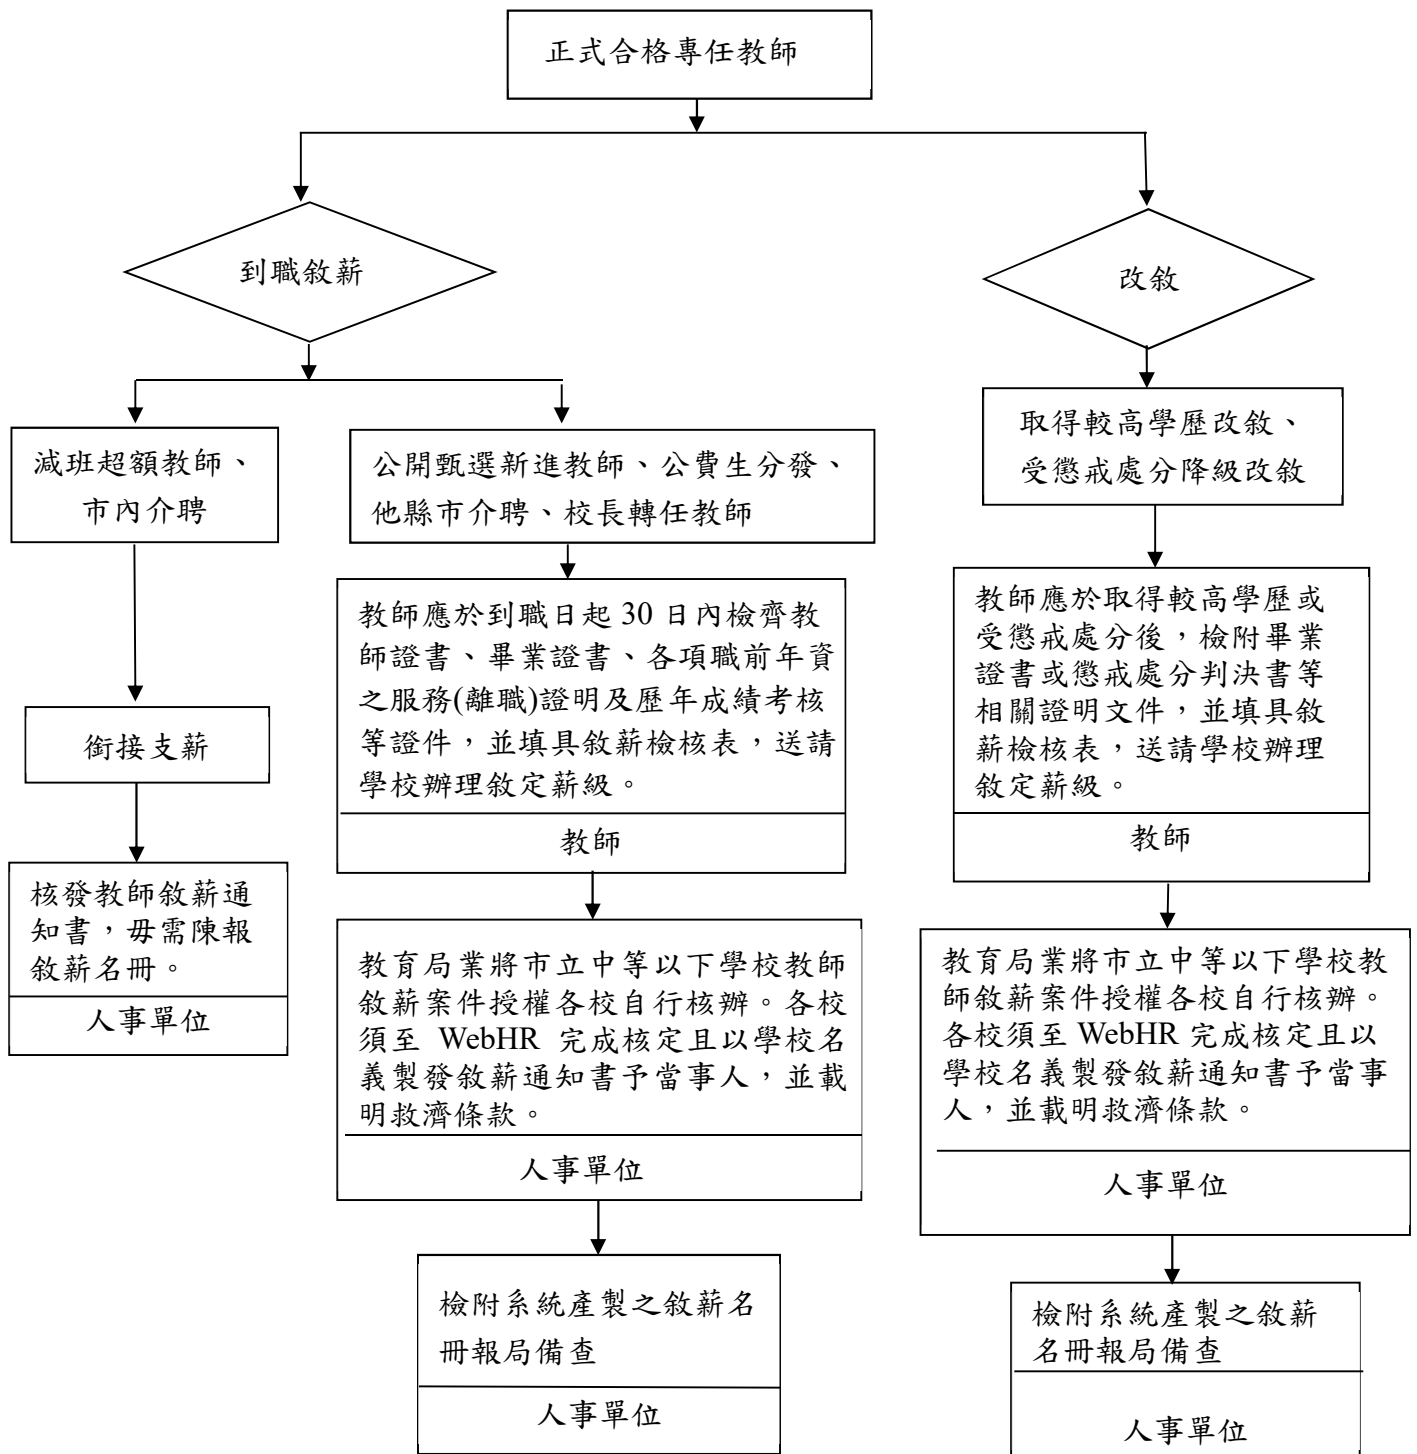 正式合格專任教師
到職敘薪
改敘
減班超額教師、
市內介聘
公開甄選新進教師、公費生分發、
他縣市介聘、校長轉任教師
取得較高學歷改敘、
受懲戒處分降級改敘
銜接支薪
教師應於到職日起 30 日內檢齊教
師證書、畢業證書、各項職前年資
之服務(離職)證明及歷年成績考核
等證件，並填具敘薪檢核表，送請
學校辦理敘定薪級。
教師
教師應於取得較高學歷或
受懲戒處分後，檢附畢業
證書或懲戒處分判決書等
相關證明文件，並填具敘
薪檢核表，送請學校辦理
敘定薪級。
教師
核發教師敘薪通
知書，毋需陳報
敘薪名冊。
人事單位
教育局業將市立中等以下學校教師
敘薪案件授權各校自行核辦。各校
須至 WebHR 完成核定且以學校名
義製發敘薪通知書予當事人，並載
明救濟條款。
人事單位
教育局業將市立中等以下學校教
師敘薪案件授權各校自行核辦。
各校須至 WebHR 完成核定且以
學校名義製發敘薪通知書予當事
人，並載明救濟條款。
人事單位
檢附系統產製之敘薪名
冊報局備查
人事單位
檢附系統產製之敘薪
名冊報局備查
人事單位